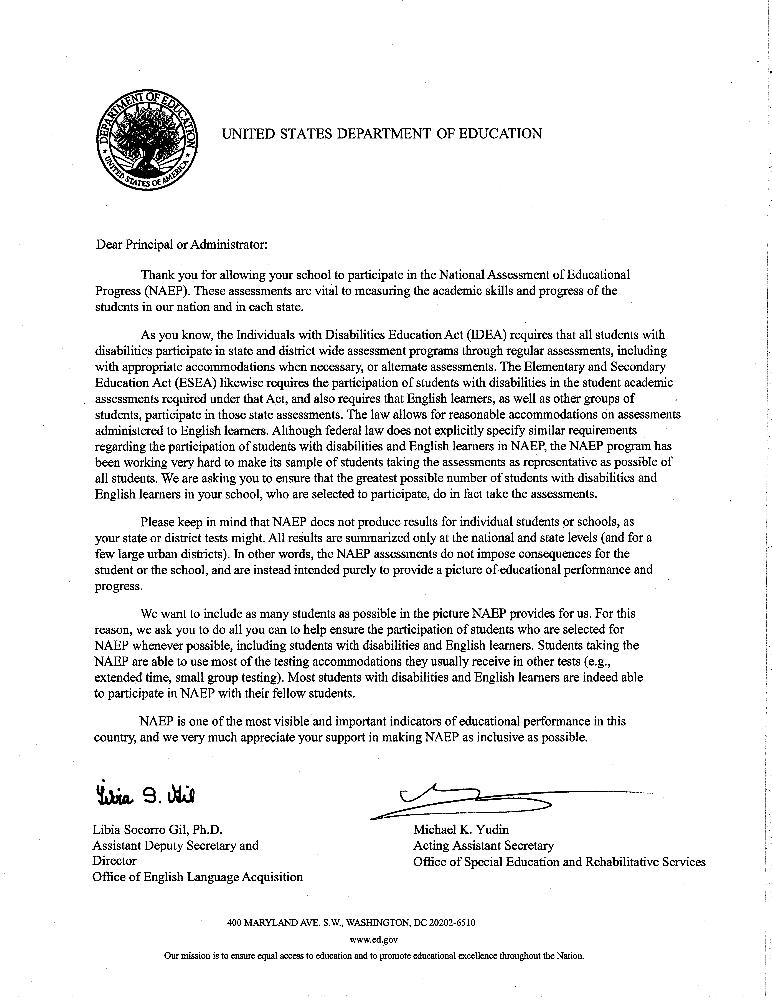 DEPARTMENT OF EDUCATION
UNITED STATES OF AMERICA
UNITED STATES DEPARTMENT OF EDUCATION
Dear Principal or Administrator:
Thank you for allowing your school to participate in the National Assessment of Educational
Progress (NAEP). These assessments are vital to measuring the academic skills and progress of the
students in our nation and in each state.
As you know, the Individuals with Disabilities Education Act (IDEA) requires that all students with
disabilities participate in state and district wide assessment programs through regular assessments, including
with appropriate accommodations when necessary, or alternate assessments. The Elementary and Secondary
Education Act (ESEA) likewise requires the participation of students with disabilities in the student academic
assessments required under that Act, and also requires that English learners, as well as other groups of
students, participate in those state assessments. The law allows for reasonable accommodations on assessments
administered to English learners. Although federal law does not explicitly specify similar requirements
regarding the participation of students with disabilities and English learners in NAEP, the NAEP program has
been working very hard to make its sample of students taking the assessments as representative as possible of
all students. We are asking you to ensure that the greatest possible number of students with disabilities and
English learners in your school, who are selected to participate, do in fact take the assessments.
Please keep in mind that NAEP does not produce results for individual students or schools, as
your state or district tests might. All results are summarized only at the national and state levels (and for a
few large urban districts). In other words, the NAEP assessments do not impose consequences for the
student or the school, and are instead intended purely to provide a picture of educational performance and
progress.
We want to include as many students as possible in the picture NAEP provides for us. For this
reason, we ask you to do all you can to help ensure the participation of students who are selected for
NAEP whenever possible, including students with disabilities and English learners. Students taking the
NAEP are able to use most of the testing accommodations they usually receive in other tests (e.g.,
extended time, small group testing). Most students with disabilities and English learners are indeed able
to participate in NAEP with their fellow students.
NAEP is one of the most visible and important indicators of educational performance in this
country, and we very much appreciate your support in making NAEP as inclusive as possible.
Libia S. Gil
Libia Socorro Gil, Ph.D.
Assistant Deputy Secretary and
Director
Office of English Language Acquisition
Michael K. Yudin
Acting Assistant Secretary
Office of Special Education and Rehabilitative Services
400 MARYLAND AVE. S.W., WASHINGTON, DC 20202-6510
www.ed.gov
Our mission is to ensure equal access to education and to promote educational excellence throughout the Nation.